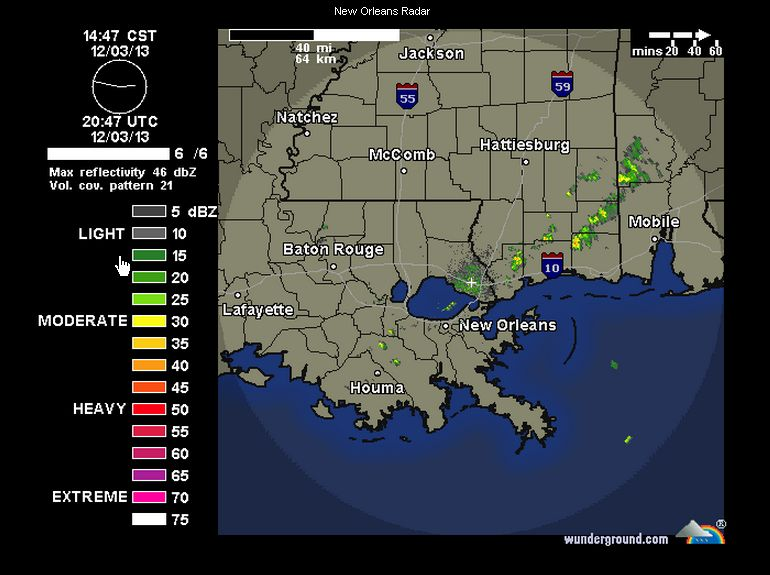 New Orleans Radar
14:47 CST
12/03/13
20:47 UTC
12/03/13
6 /6
Max reflectivity 46 dbZ
Vol. cov. pattern 21
5 dBZ
LIGHT 10
15
20
25
MODERATE 30
35
40
45
HEAVY 50
55
60
65
EXTREME 70
75
40 mi
64 km
mins 20 40 60
Jackson
55
59
Natchez
McComb
Hattiesburg
Mobile
Baton Rouge
10
Lafayette
New Orleans
Houma
wunderground.com ®